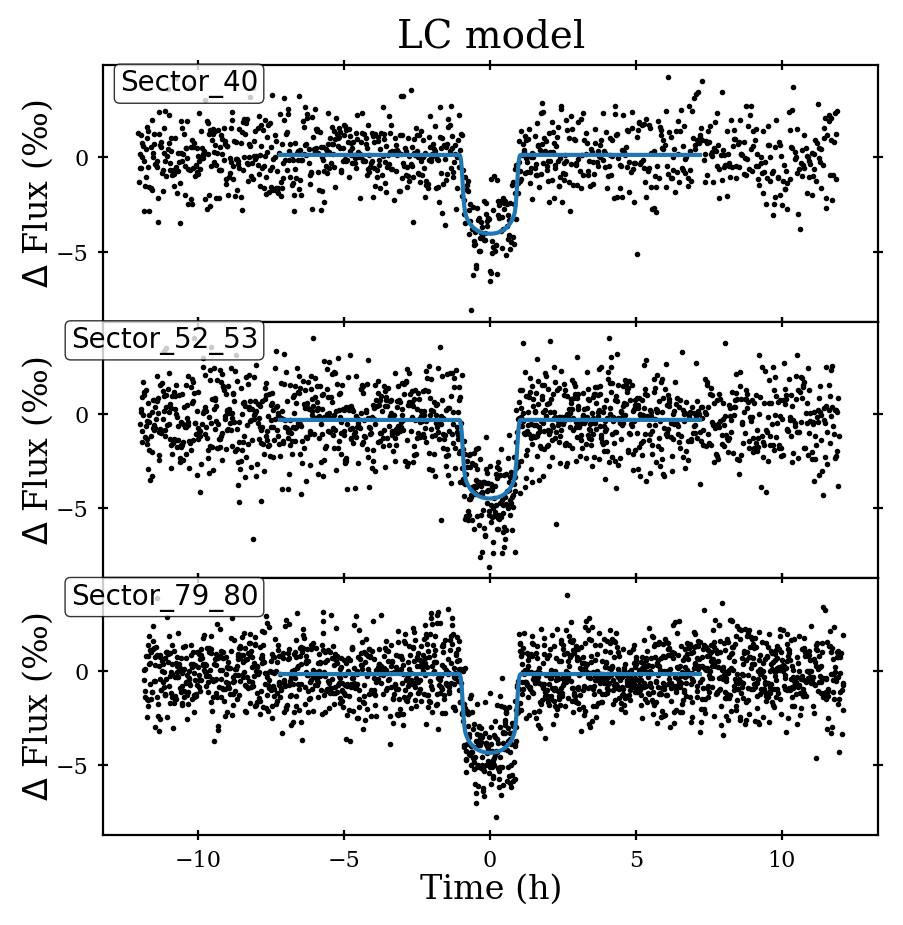 LC model
Sector_40
Δ Flux (‰)
0
−5
Sector_52_53
Δ Flux (‰)
0
−5
Sector_79_80
Δ Flux (‰)
0
−5
−10
−5
0
5
10
Time (h)